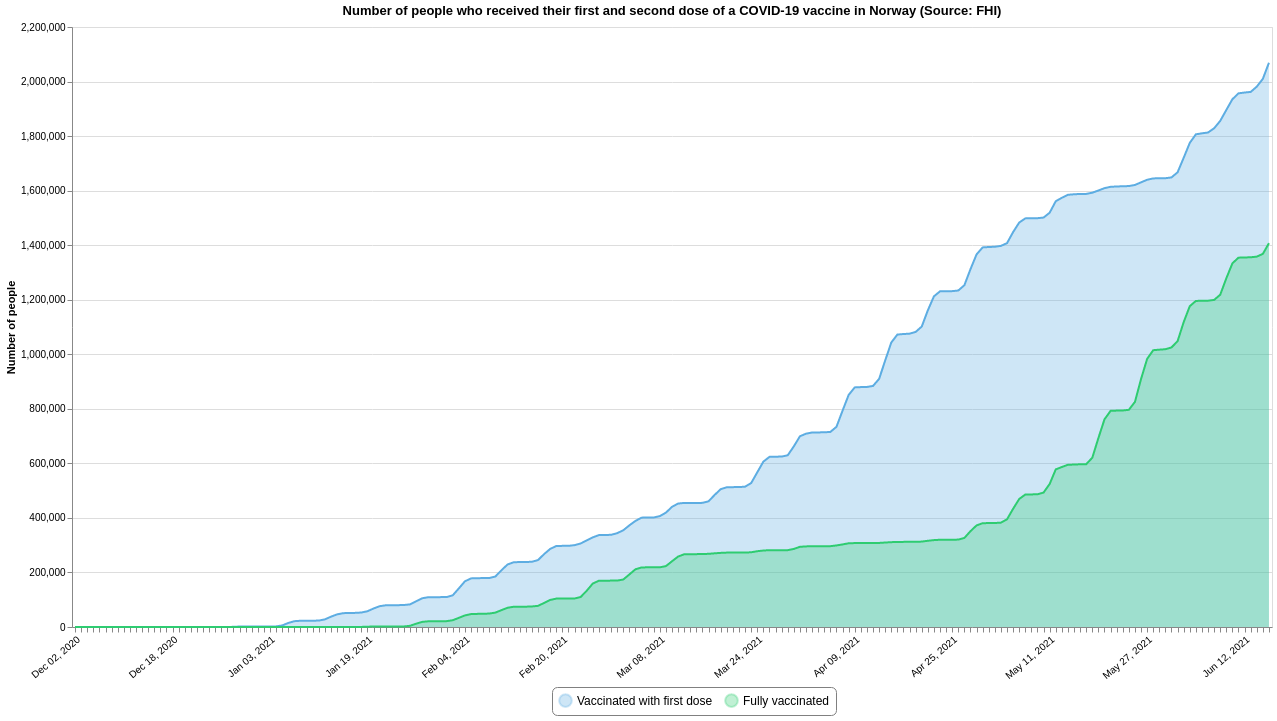 Number of people who received their first and second dose of a COVID-19 vaccine in Norway (Source: FHI)
Number of people
2,200,000
2,000,000
1,800,000
1,600,000
1,400,000
1,200,000
1,000,000
800,000
600,000
400,000
200,000
0
Dec 02, 2020
Dec 18, 2020
Jan 03, 2021
Jan 19, 2021
Feb 04, 2021
Feb 20, 2021
Mar 08, 2021
Mar 24, 2021
Apr 09, 2021
Apr 25, 2021
May 11, 2021
May 27, 2021
Jun 12, 2021
Vaccinated with first dose
Fully vaccinated